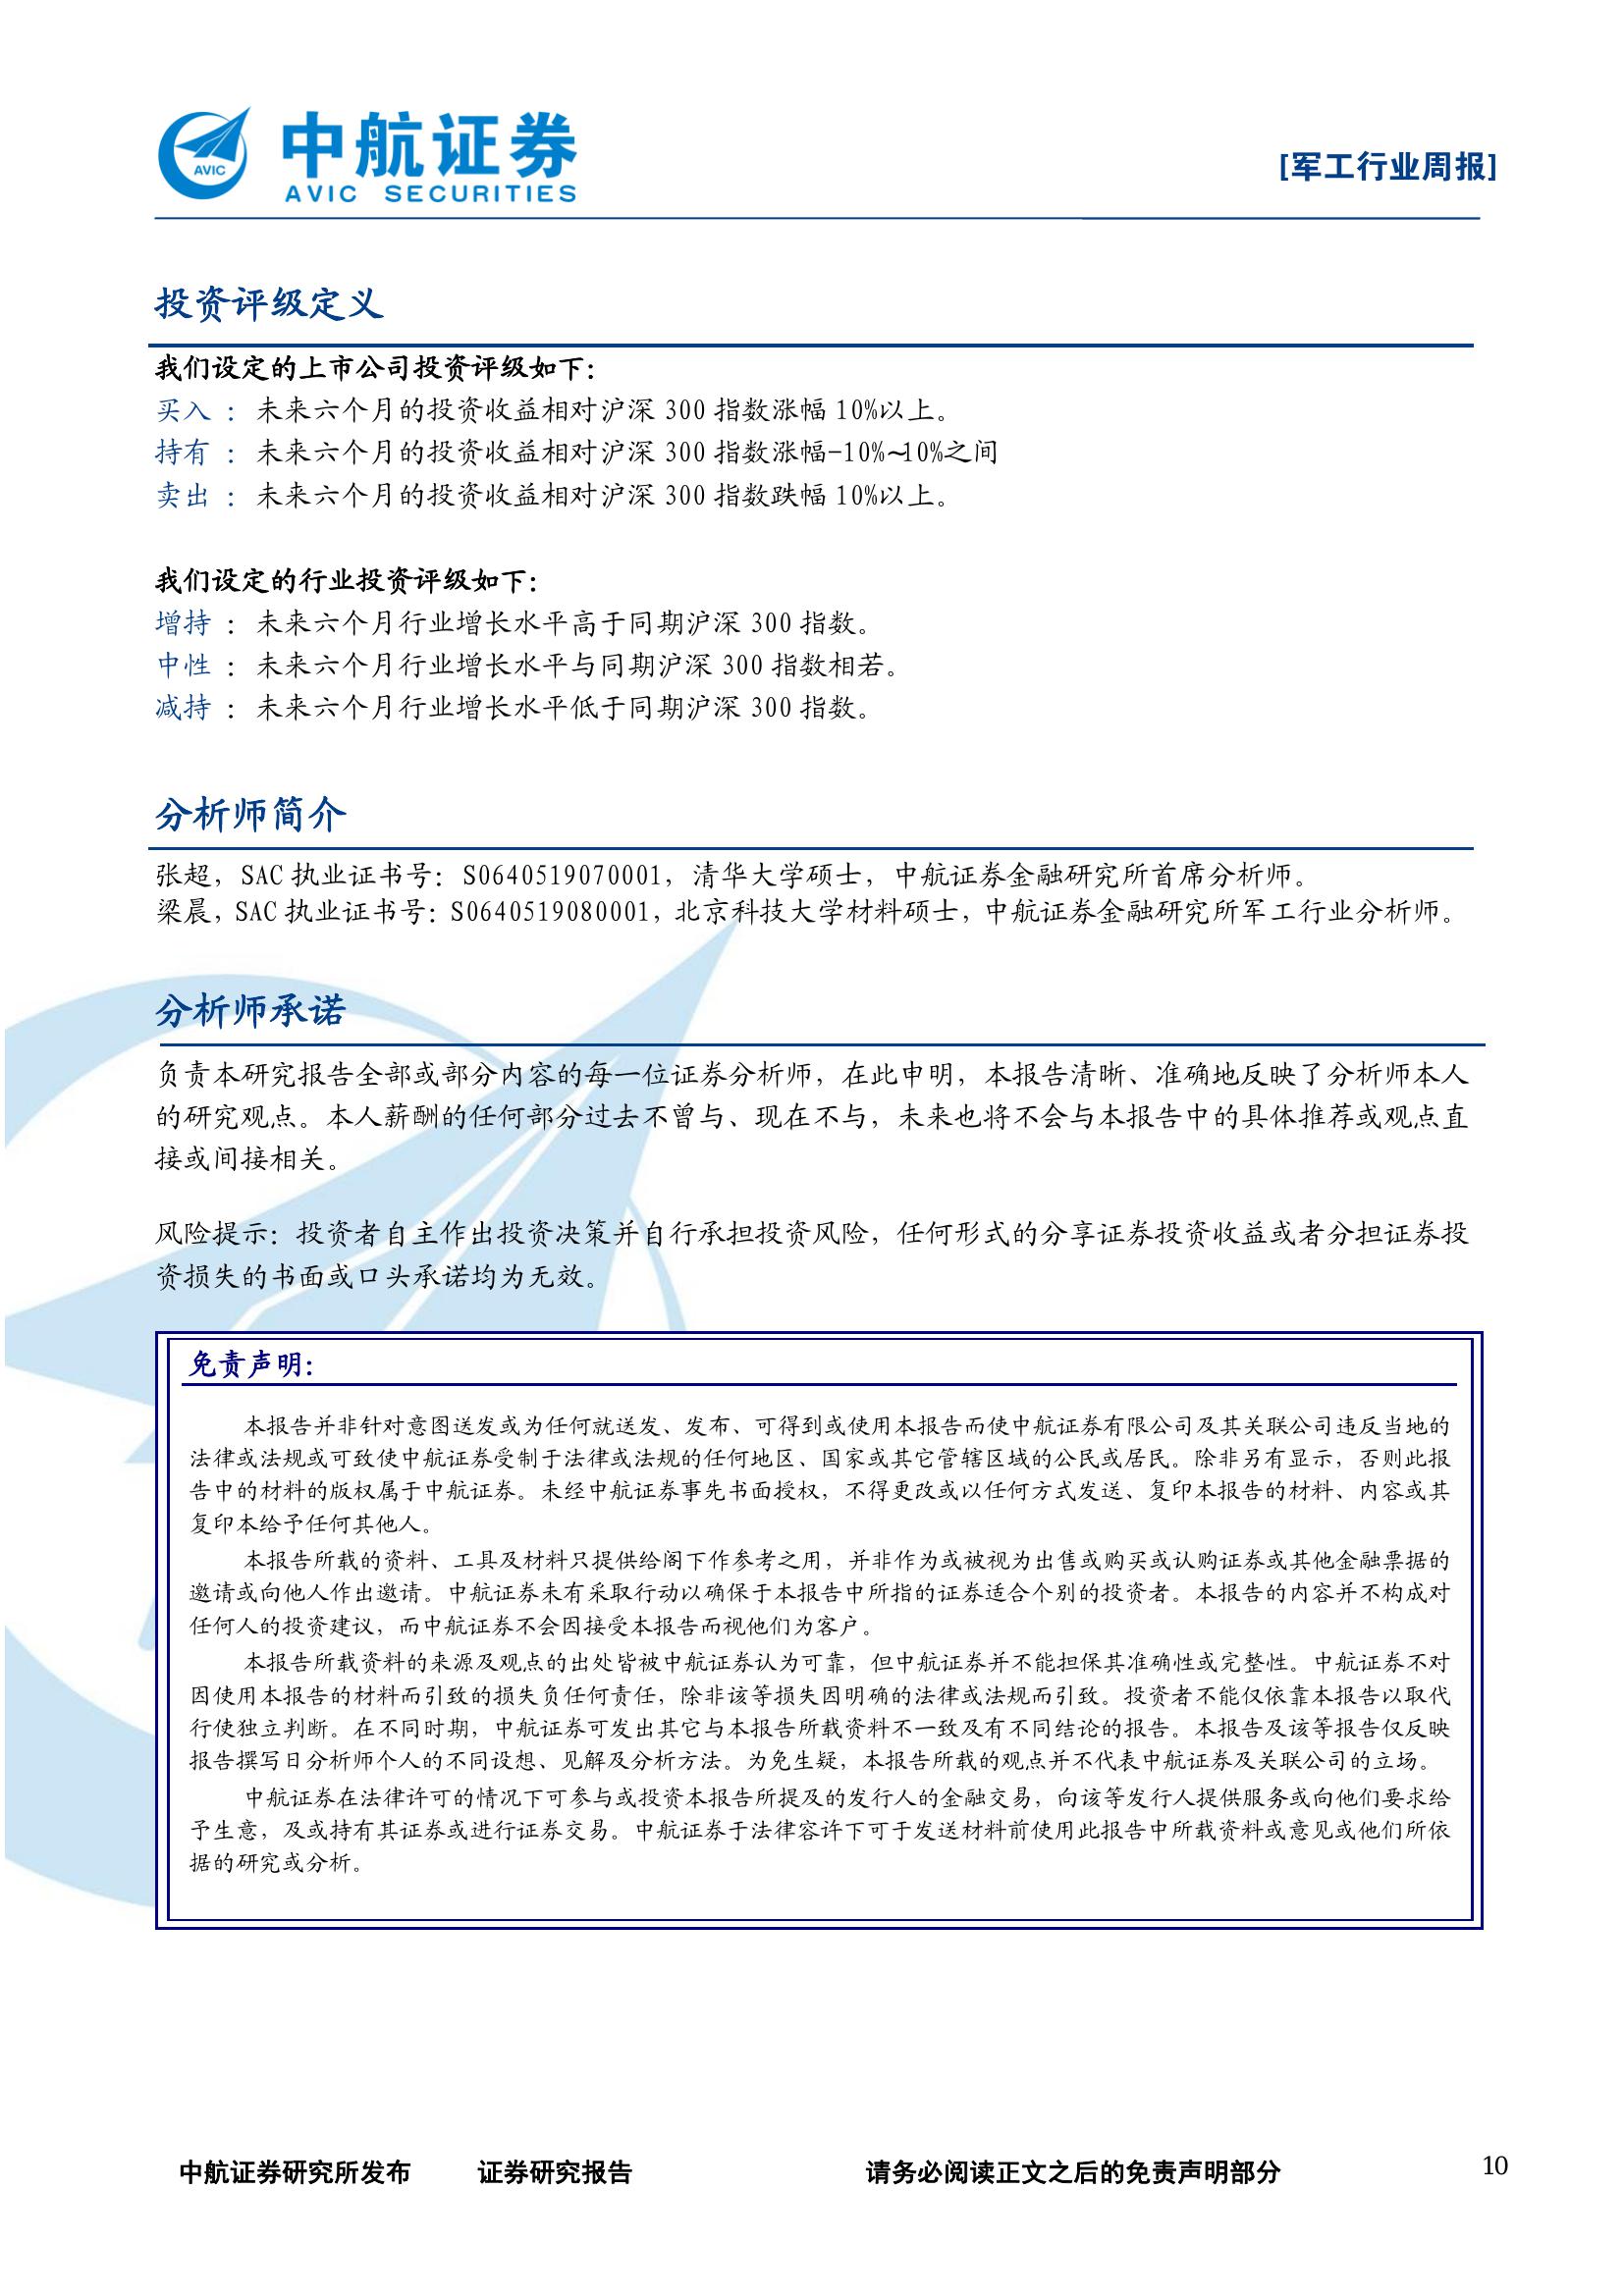 AVIC
中航证券
AVIC SECURITIES
[军工行业周报]
投资评级定义
我们设定的上市公司投资评级如下：
买入 ：未来六个月的投资收益相对沪深 300 指数涨幅 10%以上。
持有 ：未来六个月的投资收益相对沪深 300 指数涨幅-10%~10%之间
卖出 ：未来六个月的投资收益相对沪深 300 指数跌幅 10%以上。
我们设定的行业投资评级如下：
增持 ：未来六个月行业增长水平高于同期沪深 300 指数。
中性 ：未来六个月行业增长水平与同期沪深 300 指数相若。
减持 ：未来六个月行业增长水平低于同期沪深 300 指数。
分析师简介
张超，SAC 执业证书号：S0640519070001，清华大学硕士，中航证券金融研究所首席分析师。
梁晨，SAC 执业证书号：S0640519080001，北京科技大学材料硕士，中航证券金融研究所军工行业分析师。
分析师承诺
负责本研究报告全部或部分内容的每一位证券分析师，在此申明，本报告清晰、准确地反映了分析师本人
的研究观点。本人薪酬的任何部分过去不曾与、现在不与，未来也将不会与本报告中的具体推荐或观点直
接或间接相关。
风险提示：投资者自主作出投资决策并自行承担投资风险，任何形式的分享证券投资收益或者分担证券投
资损失的书面或口头承诺均为无效。
免责声明：
本报告并非针对意图送发或为任何就送发、发布、可得到或使用本报告而使中航证券有限公司及其关联公司违反当地的
法律或法规或可致使中航证券受制于法律或法规的任何地区、国家或其它管辖区域的公民或居民。除非另有显示，否则此报
告中的材料的版权属于中航证券。未经中航证券事先书面授权，不得更改或以任何方式发送、复印本报告的材料、内容或其
复印本给予任何其他人。
本报告所载的资料、工具及材料只提供给阁下作参考之用，并非作为或被视为出售或购买或认购证券或其他金融票据的
邀请或向他人作出邀请。中航证券未有采取行动以确保于本报告中所指的证券适合个别的投资者。本报告的内容并不构成对
任何人的投资建议，而中航证券不会因接受本报告而视他们为客户。
本报告所载资料的来源及观点的出处皆被中航证券认为可靠，但中航证券并不能担保其准确性或完整性。中航证券不对
因使用本报告的材料而引致的损失负任何责任，除非该等损失因明确的法律或法规而引致。投资者不能仅依靠本报告以取代
行使独立判断。在不同时期，中航证券可发出其它与本报告所载资料不一致及有不同结论的报告。本报告及该等报告仅反映
报告撰写日分析师个人的不同设想、见解及分析方法。为免生疑，本报告所载的观点并不代表中航证券及关联公司的立场。
中航证券在法律许可的情况下可参与或投资本报告所提及的发行人的金融交易，向该等发行人提供服务或向他们要求给
予生意，及或持有其证券或进行证券交易。中航证券于法律容许下可于发送材料前使用此报告中所载资料或意见或他们所依
据的研究或分析。
中航证券研究所发布 证券研究报告 请务必阅读正文之后的免责声明部分 10